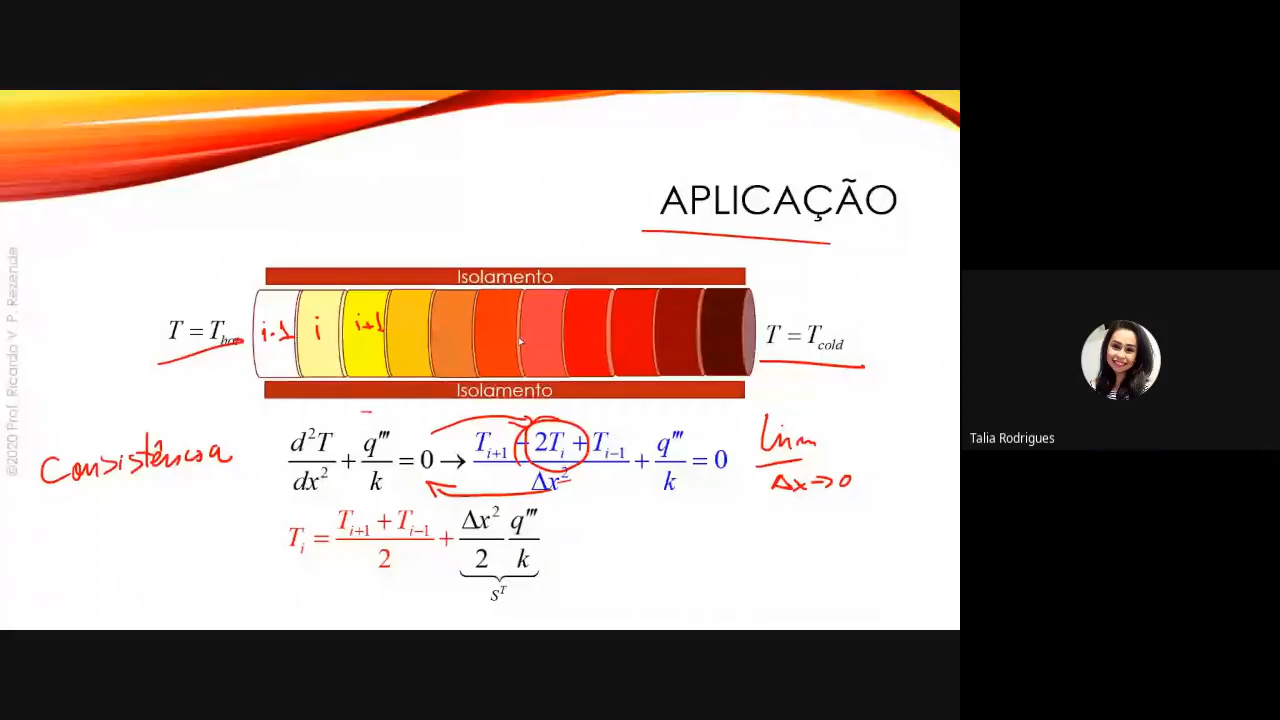 APLICAÇÃO
Isolamento
T = T_hot i-1 i i+1 T = T_cold
Isolamento
Consistência d²T/dx² + q'''/k = 0 → (T_{i+1} - 2T_i + T_{i-1})/Δx² + q'''/k = 0 Lim Δx→0
T_i = (T_{i+1} + T_{i-1})/2 + Δx²/2 q'''/k
s^T
©2020 Prof. Ricardo V. P. Rezende
Talia Rodrigues